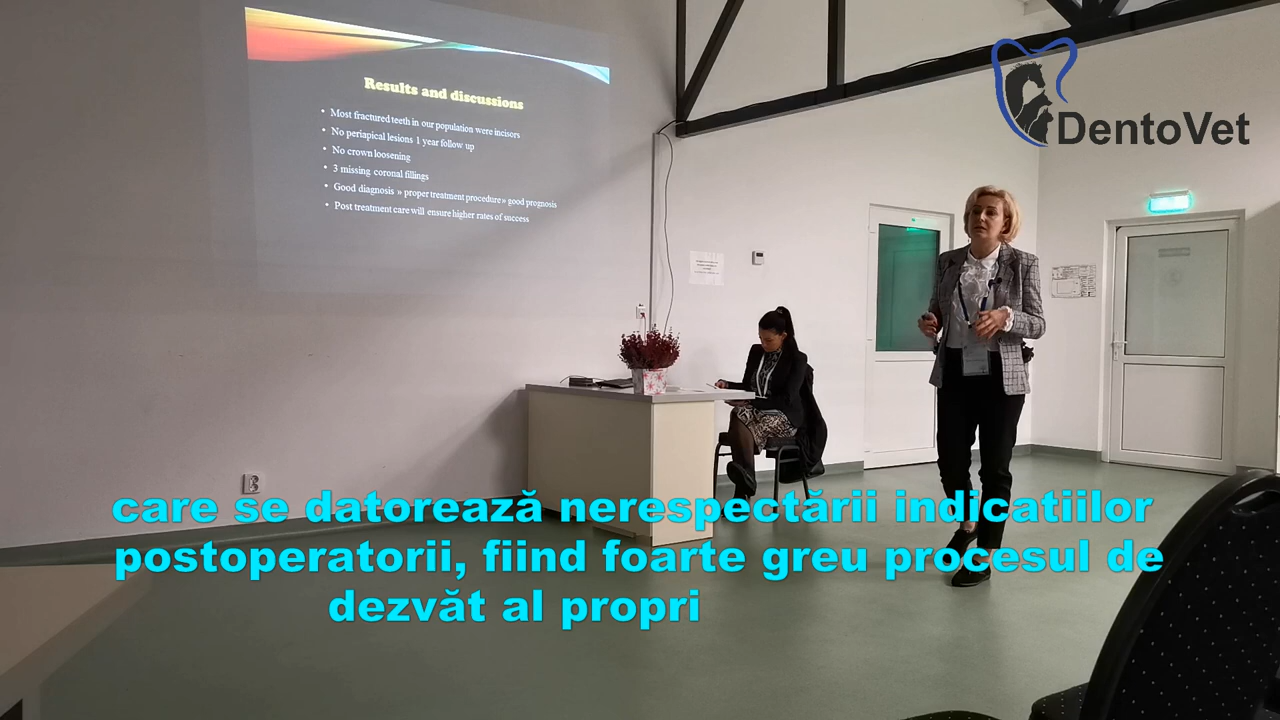 Results and discussions
• Most fractured teeth in our population were incisors
• No periapical lesions 1 year follow up
• No crown loosening
• 3 missing coronal fillings
• Good diagnosis » proper treatment procedure » good prognosis
• Post treatment care will ensure higher rates of success
DentoVet
care se datorează nerespectării indicatiilor
postoperatorii, fiind foarte greu procesul de
dezvăt al propri